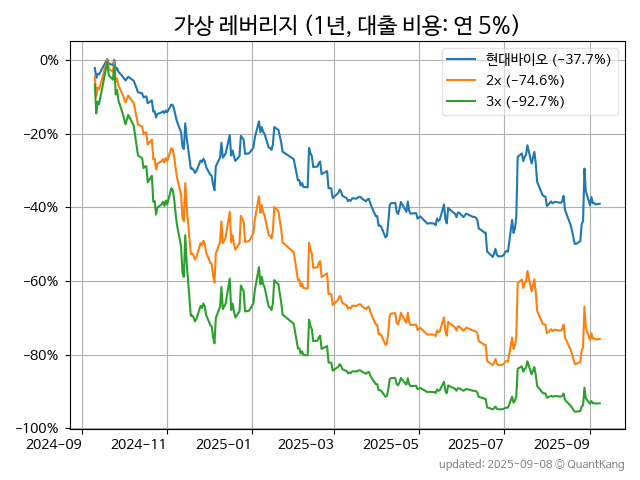 가상 레버리지 (1년, 대출 비용: 연 5%)
현대바이오 (−37.7%)
2x (−74.6%)
3x (−92.7%)
0%
−20%
−40%
−60%
−80%
−100%
2024-09 2024-11 2025-01 2025-03 2025-05 2025-07 2025-09
updated: 2025-09-08 © QuantKang